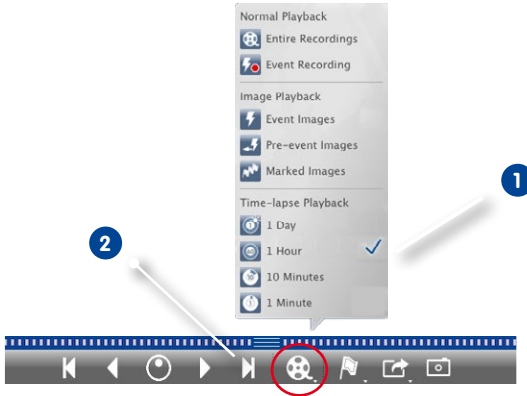 Normal Playback
Entire Recordings
Event Recording
Image Playback
Event Images
Pre-event Images
Marked Images
Time-lapse Playback
1 Day
1 Hour
10 Minutes
1 Minute
1
2